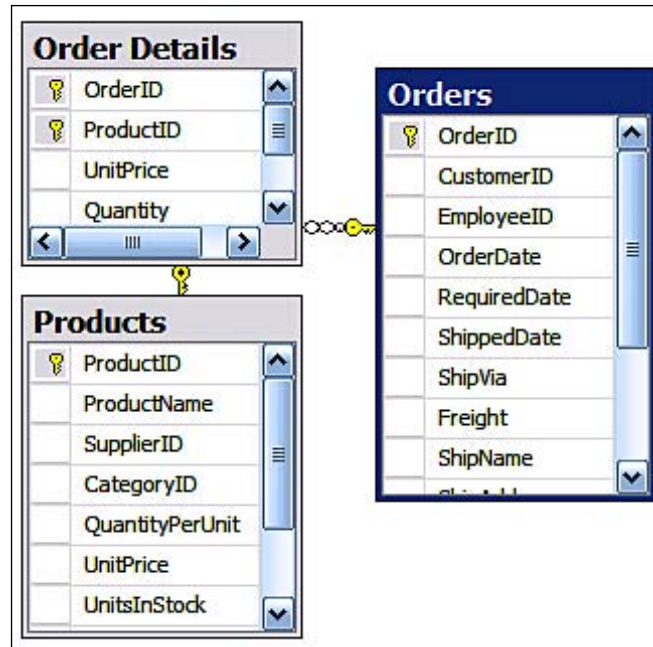 Order Details
OrderID
ProductID
UnitPrice
Quantity
Orders
OrderID
CustomerID
EmployeeID
OrderDate
RequiredDate
ShippedDate
ShipVia
Freight
ShipName
Products
ProductID
ProductName
SupplierID
CategoryID
QuantityPerUnit
UnitPrice
UnitsInStock